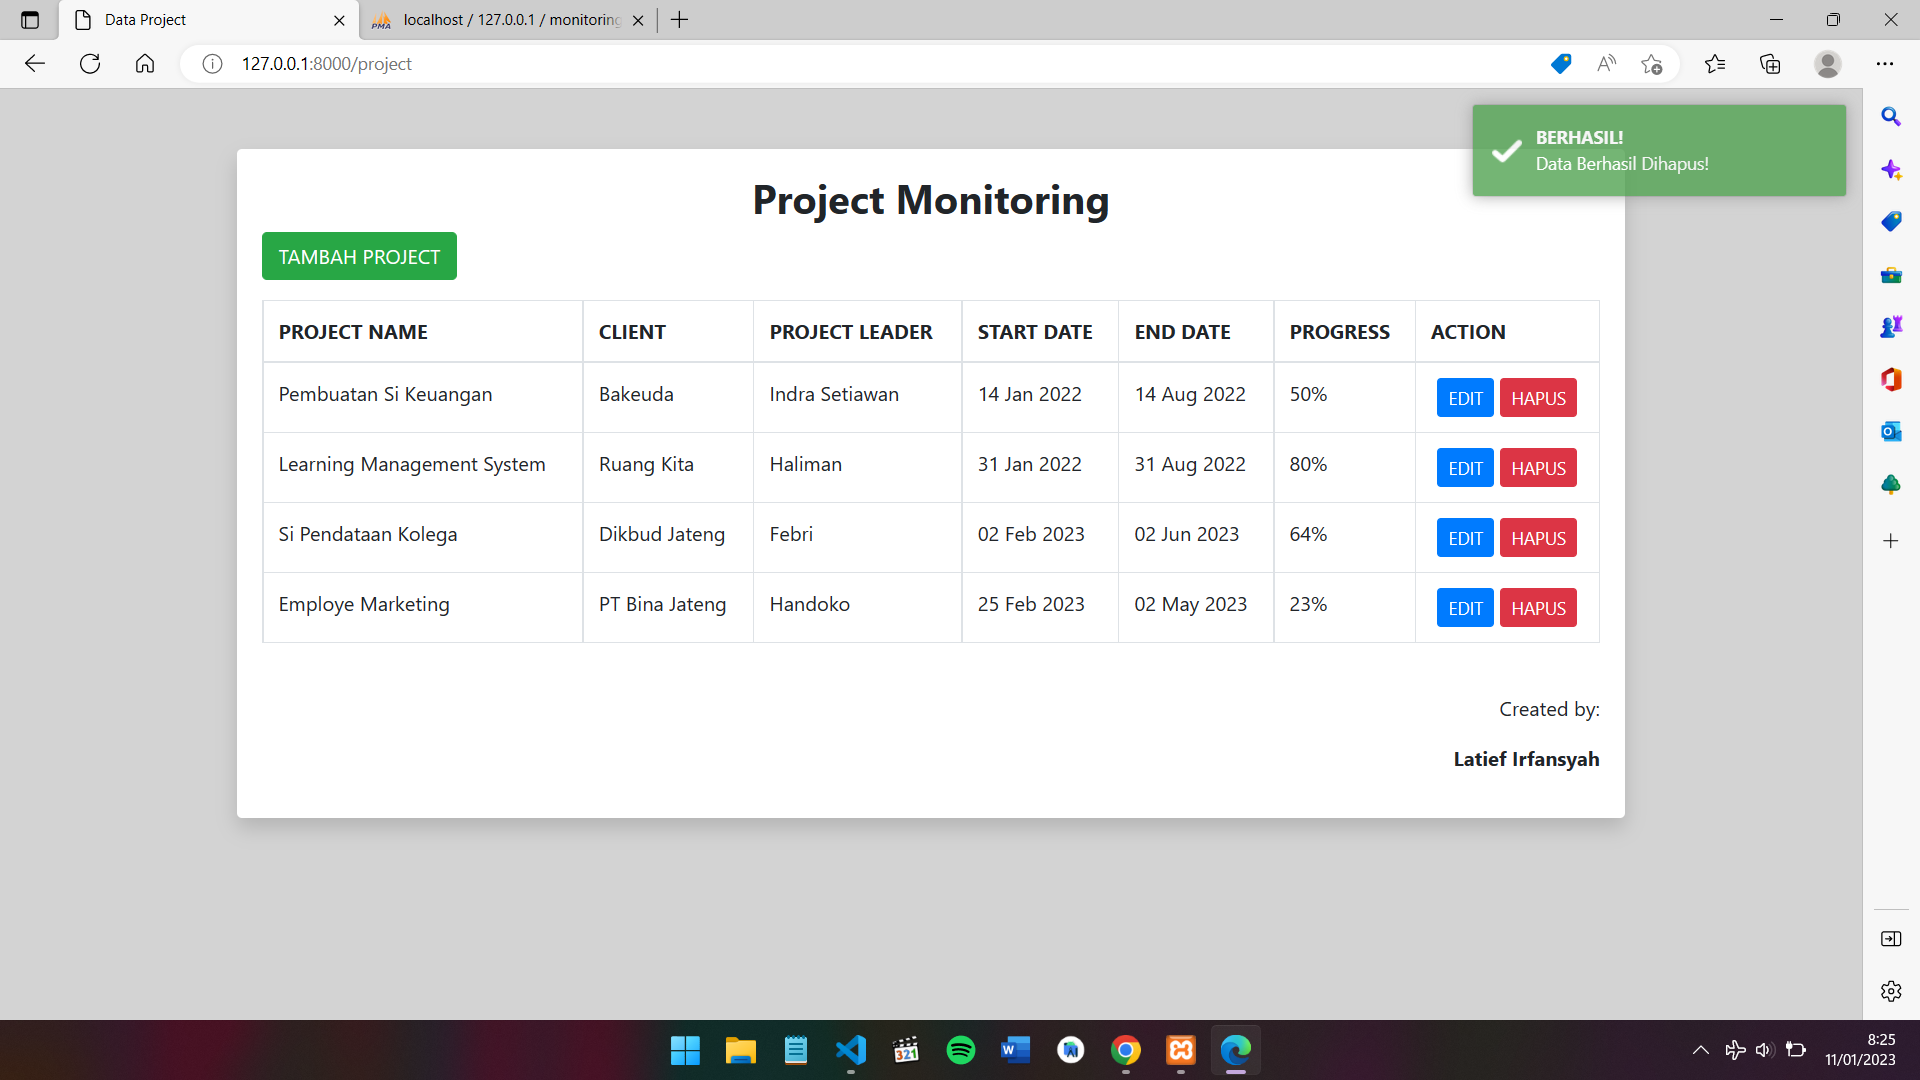 Data Project
localhost / 127.0.0.1 / monitoring
127.0.0.1:8000/project
BERHASIL!
Data Berhasil Dihapus!
Project Monitoring
TAMBAH PROJECT
PROJECT NAME CLIENT PROJECT LEADER START DATE END DATE PROGRESS ACTION
Pembuatan Si Keuangan Bakeuda Indra Setiawan 14 Jan 2022 14 Aug 2022 50% EDIT HAPUS
Learning Management System Ruang Kita Haliman 31 Jan 2022 31 Aug 2022 80% EDIT HAPUS
Si Pendataan Kolega Dikbud Jateng Febri 02 Feb 2023 02 Jun 2023 64% EDIT HAPUS
Employe Marketing PT Bina Jateng Handoko 25 Feb 2023 02 May 2023 23% EDIT HAPUS
Created by:
Latief Irfansyah
8:25
11/01/2023